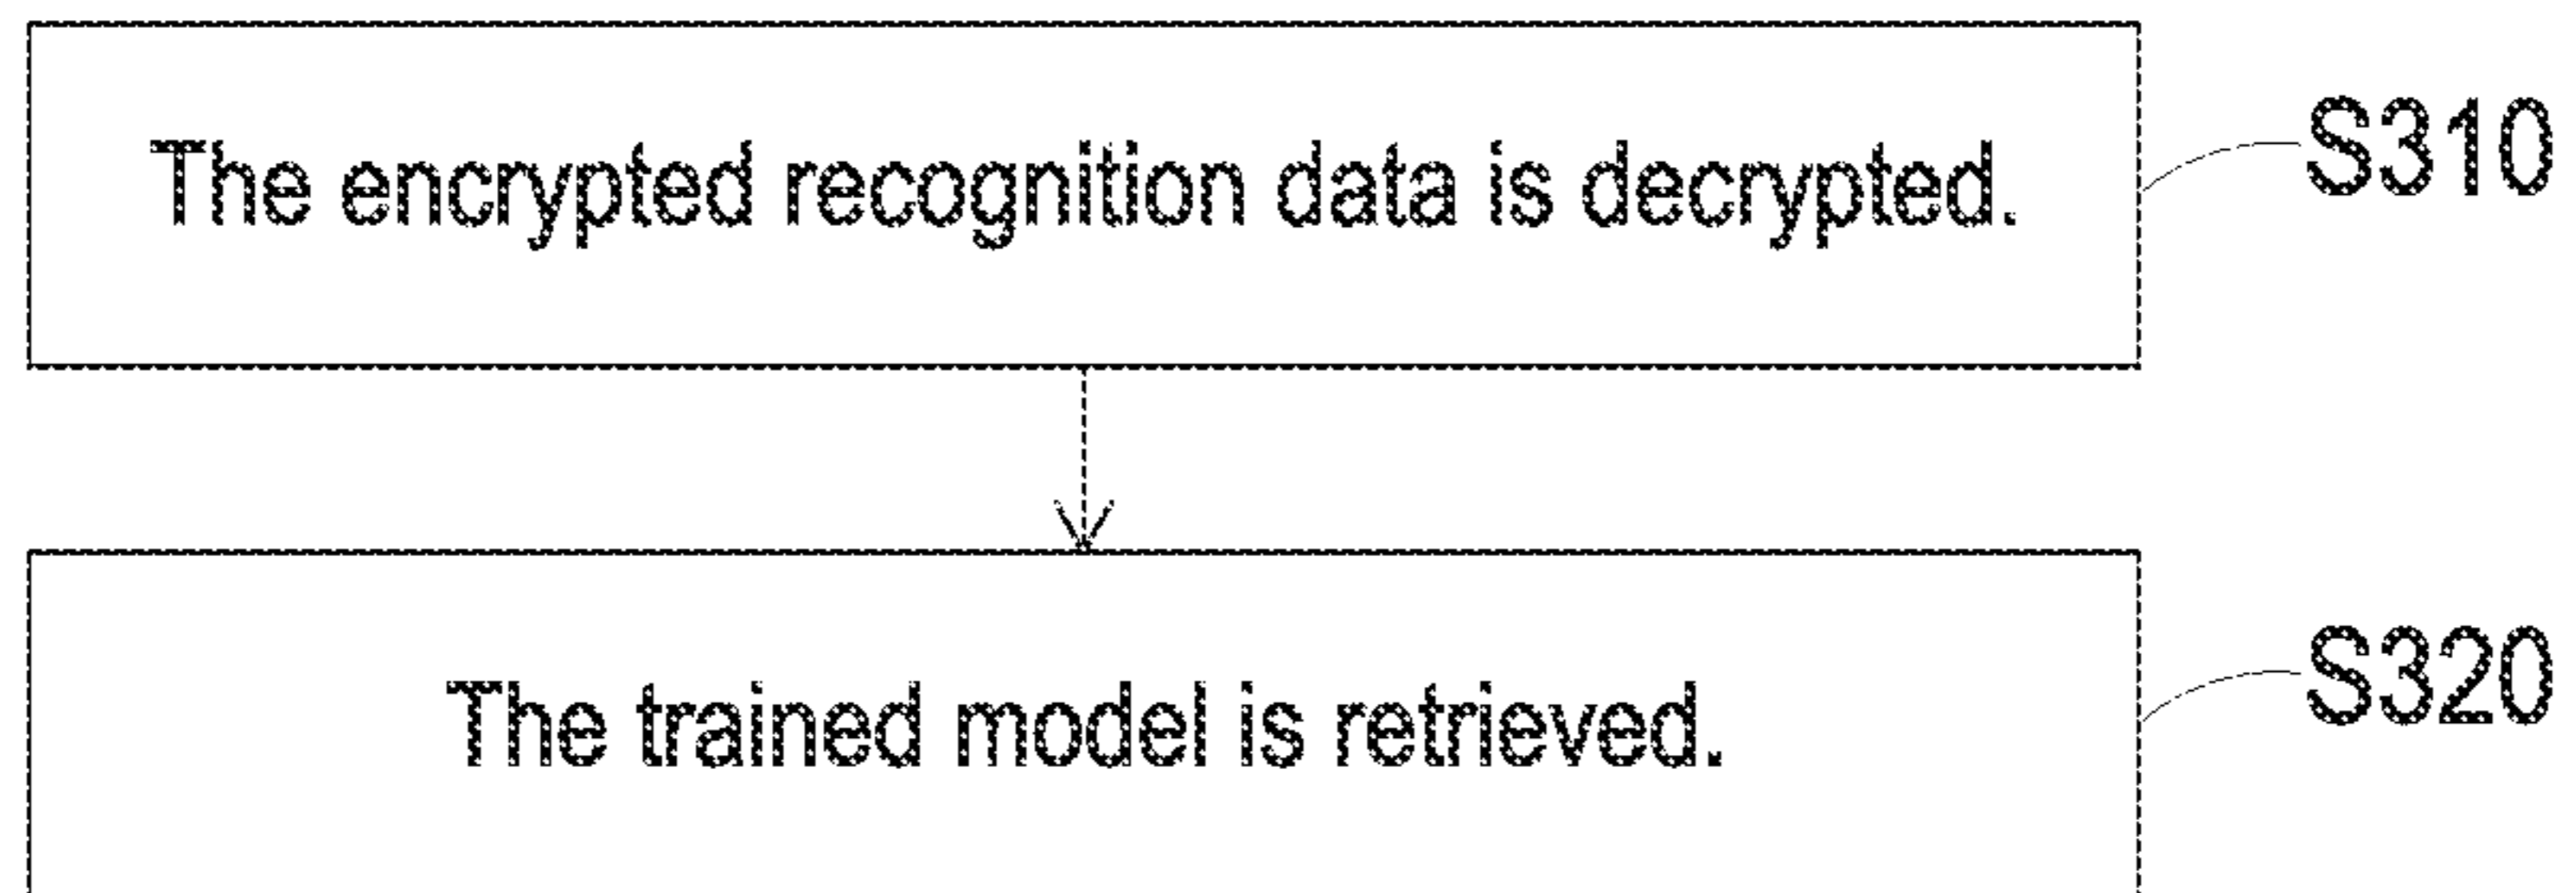 The encrypted recognition data is decrypted.
S310
The trained model is retrieved.
S320